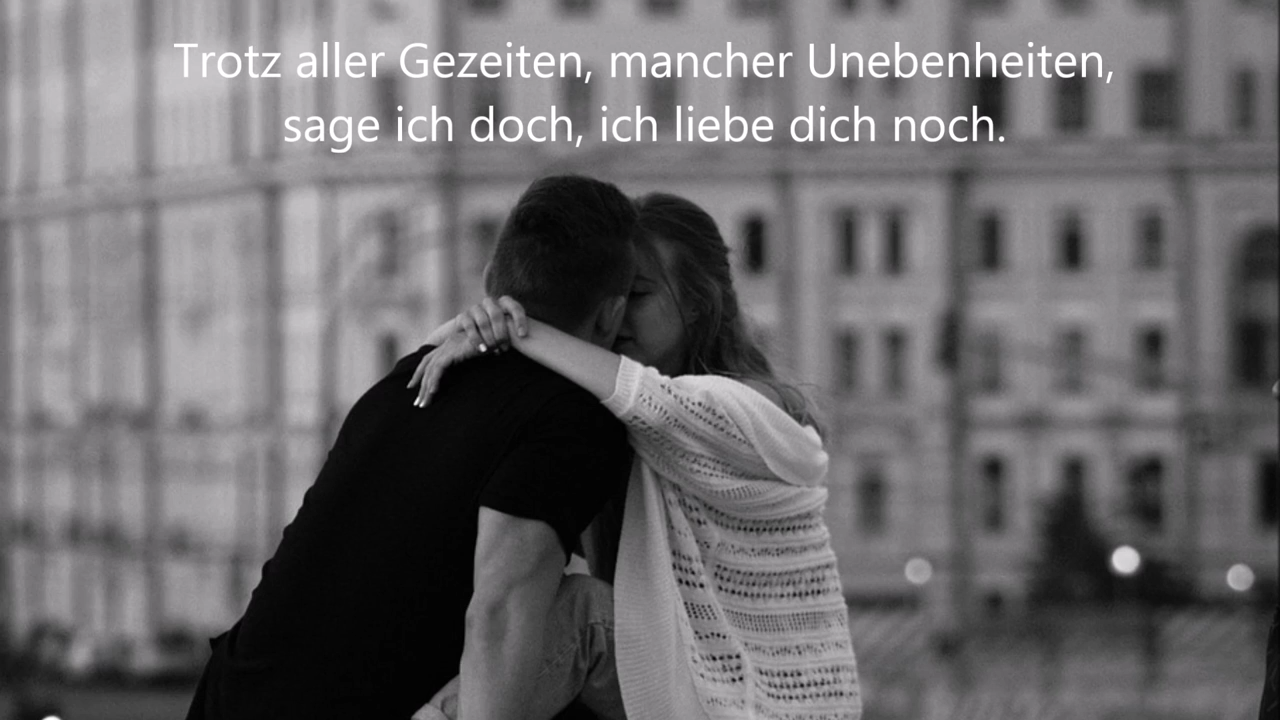 Trotz aller Gezeiten, mancher Unebenheiten,
sage ich doch, ich liebe dich noch.